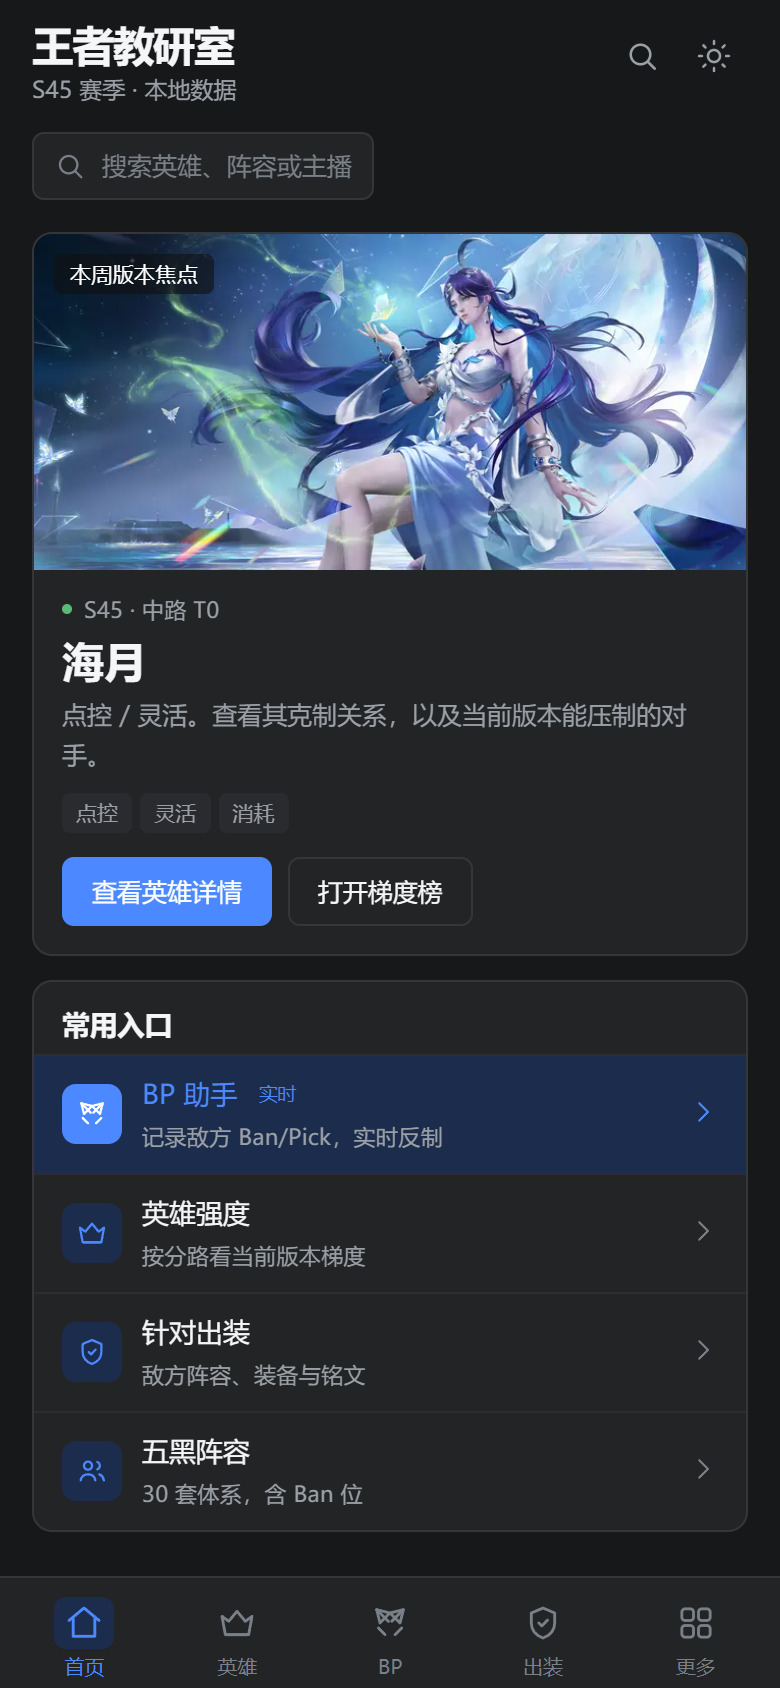 王者教研室
S45 赛季 · 本地数据
搜索英雄、阵容或主播
本周版本焦点
S45 · 中路 T0
海月
点控 / 灵活。查看其克制关系，以及当前版本能压制的对
手。
点控 灵活 消耗
查看英雄详情 打开梯度榜
常用入口
BP 助手 实时
记录敌方 Ban/Pick，实时反制
英雄强度
按分路看当前版本梯度
针对出装
敌方阵容、装备与铭文
五黑阵容
30 套体系，含 Ban 位
首页 英雄 BP 出装 更多